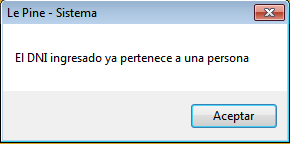 Le Pine - Sistema
El DNI ingresado ya pertenece a una persona
Aceptar